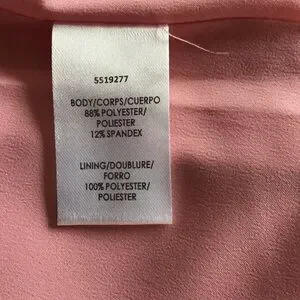 5519277
BODY/CORPS/CUERPO
88% POLYESTER/
POLIESTER
12% SPANDEX
LINING/DOUBLURE/
FORRO
100% POLYESTER/
POLIESTER